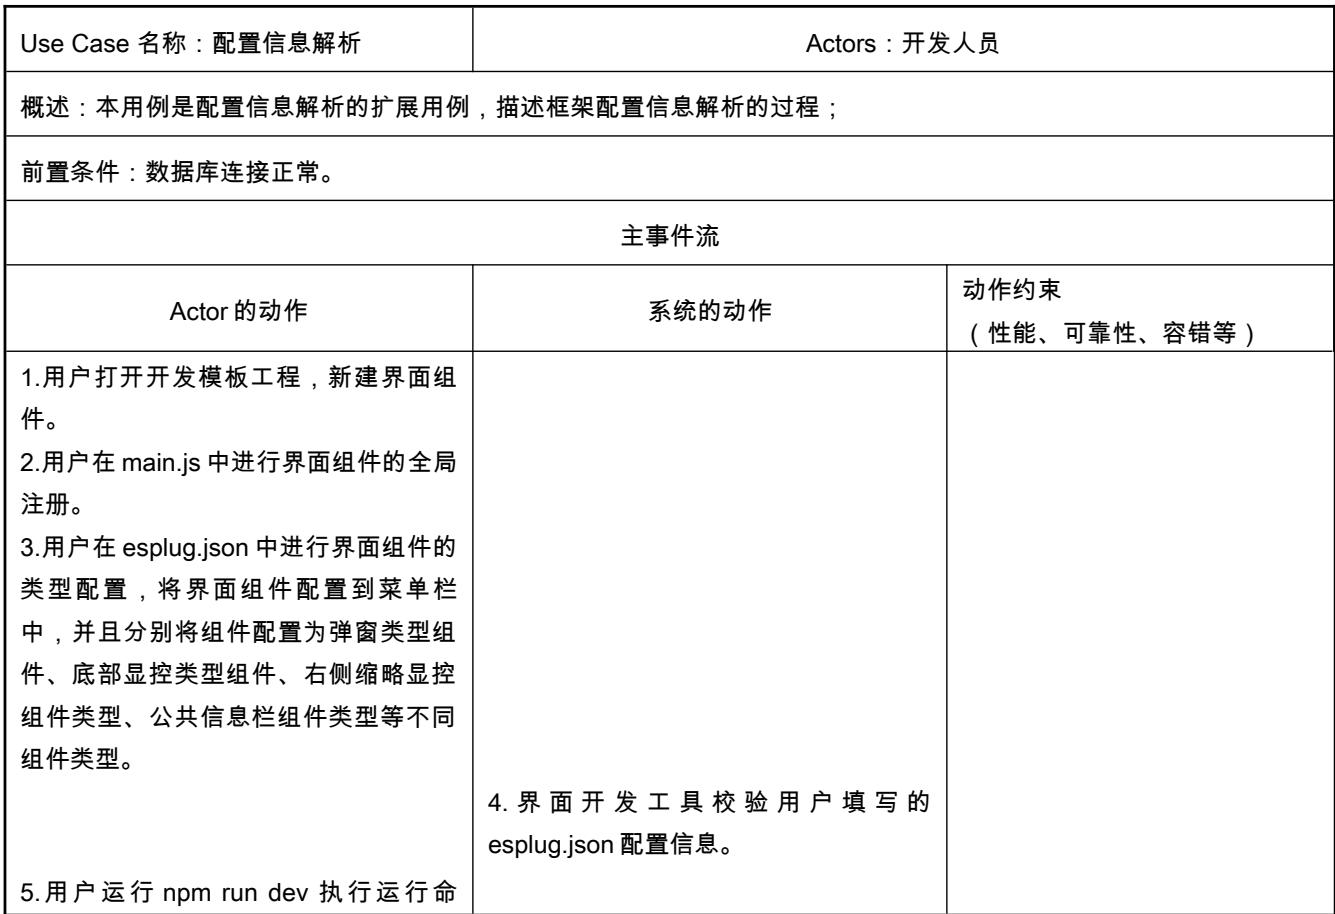 Use Case 名称：配置信息解析
Actors：开发人员
概述：本用例是配置信息解析的扩展用例，描述框架配置信息解析的过程；
前置条件：数据库连接正常。
主事件流
Actor 的动作
系统的动作
动作约束
（性能、可靠性、容错等）
1.用户打开开发模板工程，新建界面组
件。
2.用户在 main.js 中进行界面组件的全局
注册。
3.用户在 esplug.json 中进行界面组件的
类型配置，将界面组件配置到菜单栏
中，并且分别将组件配置为弹窗类型组
件、底部显控类型组件、右侧缩略显控
组件类型、公共信息栏组件类型等不同
组件类型。
4. 界面开发工具校验用户填写的
esplug.json 配置信息。
5.用户运行 npm run dev 执行运行命